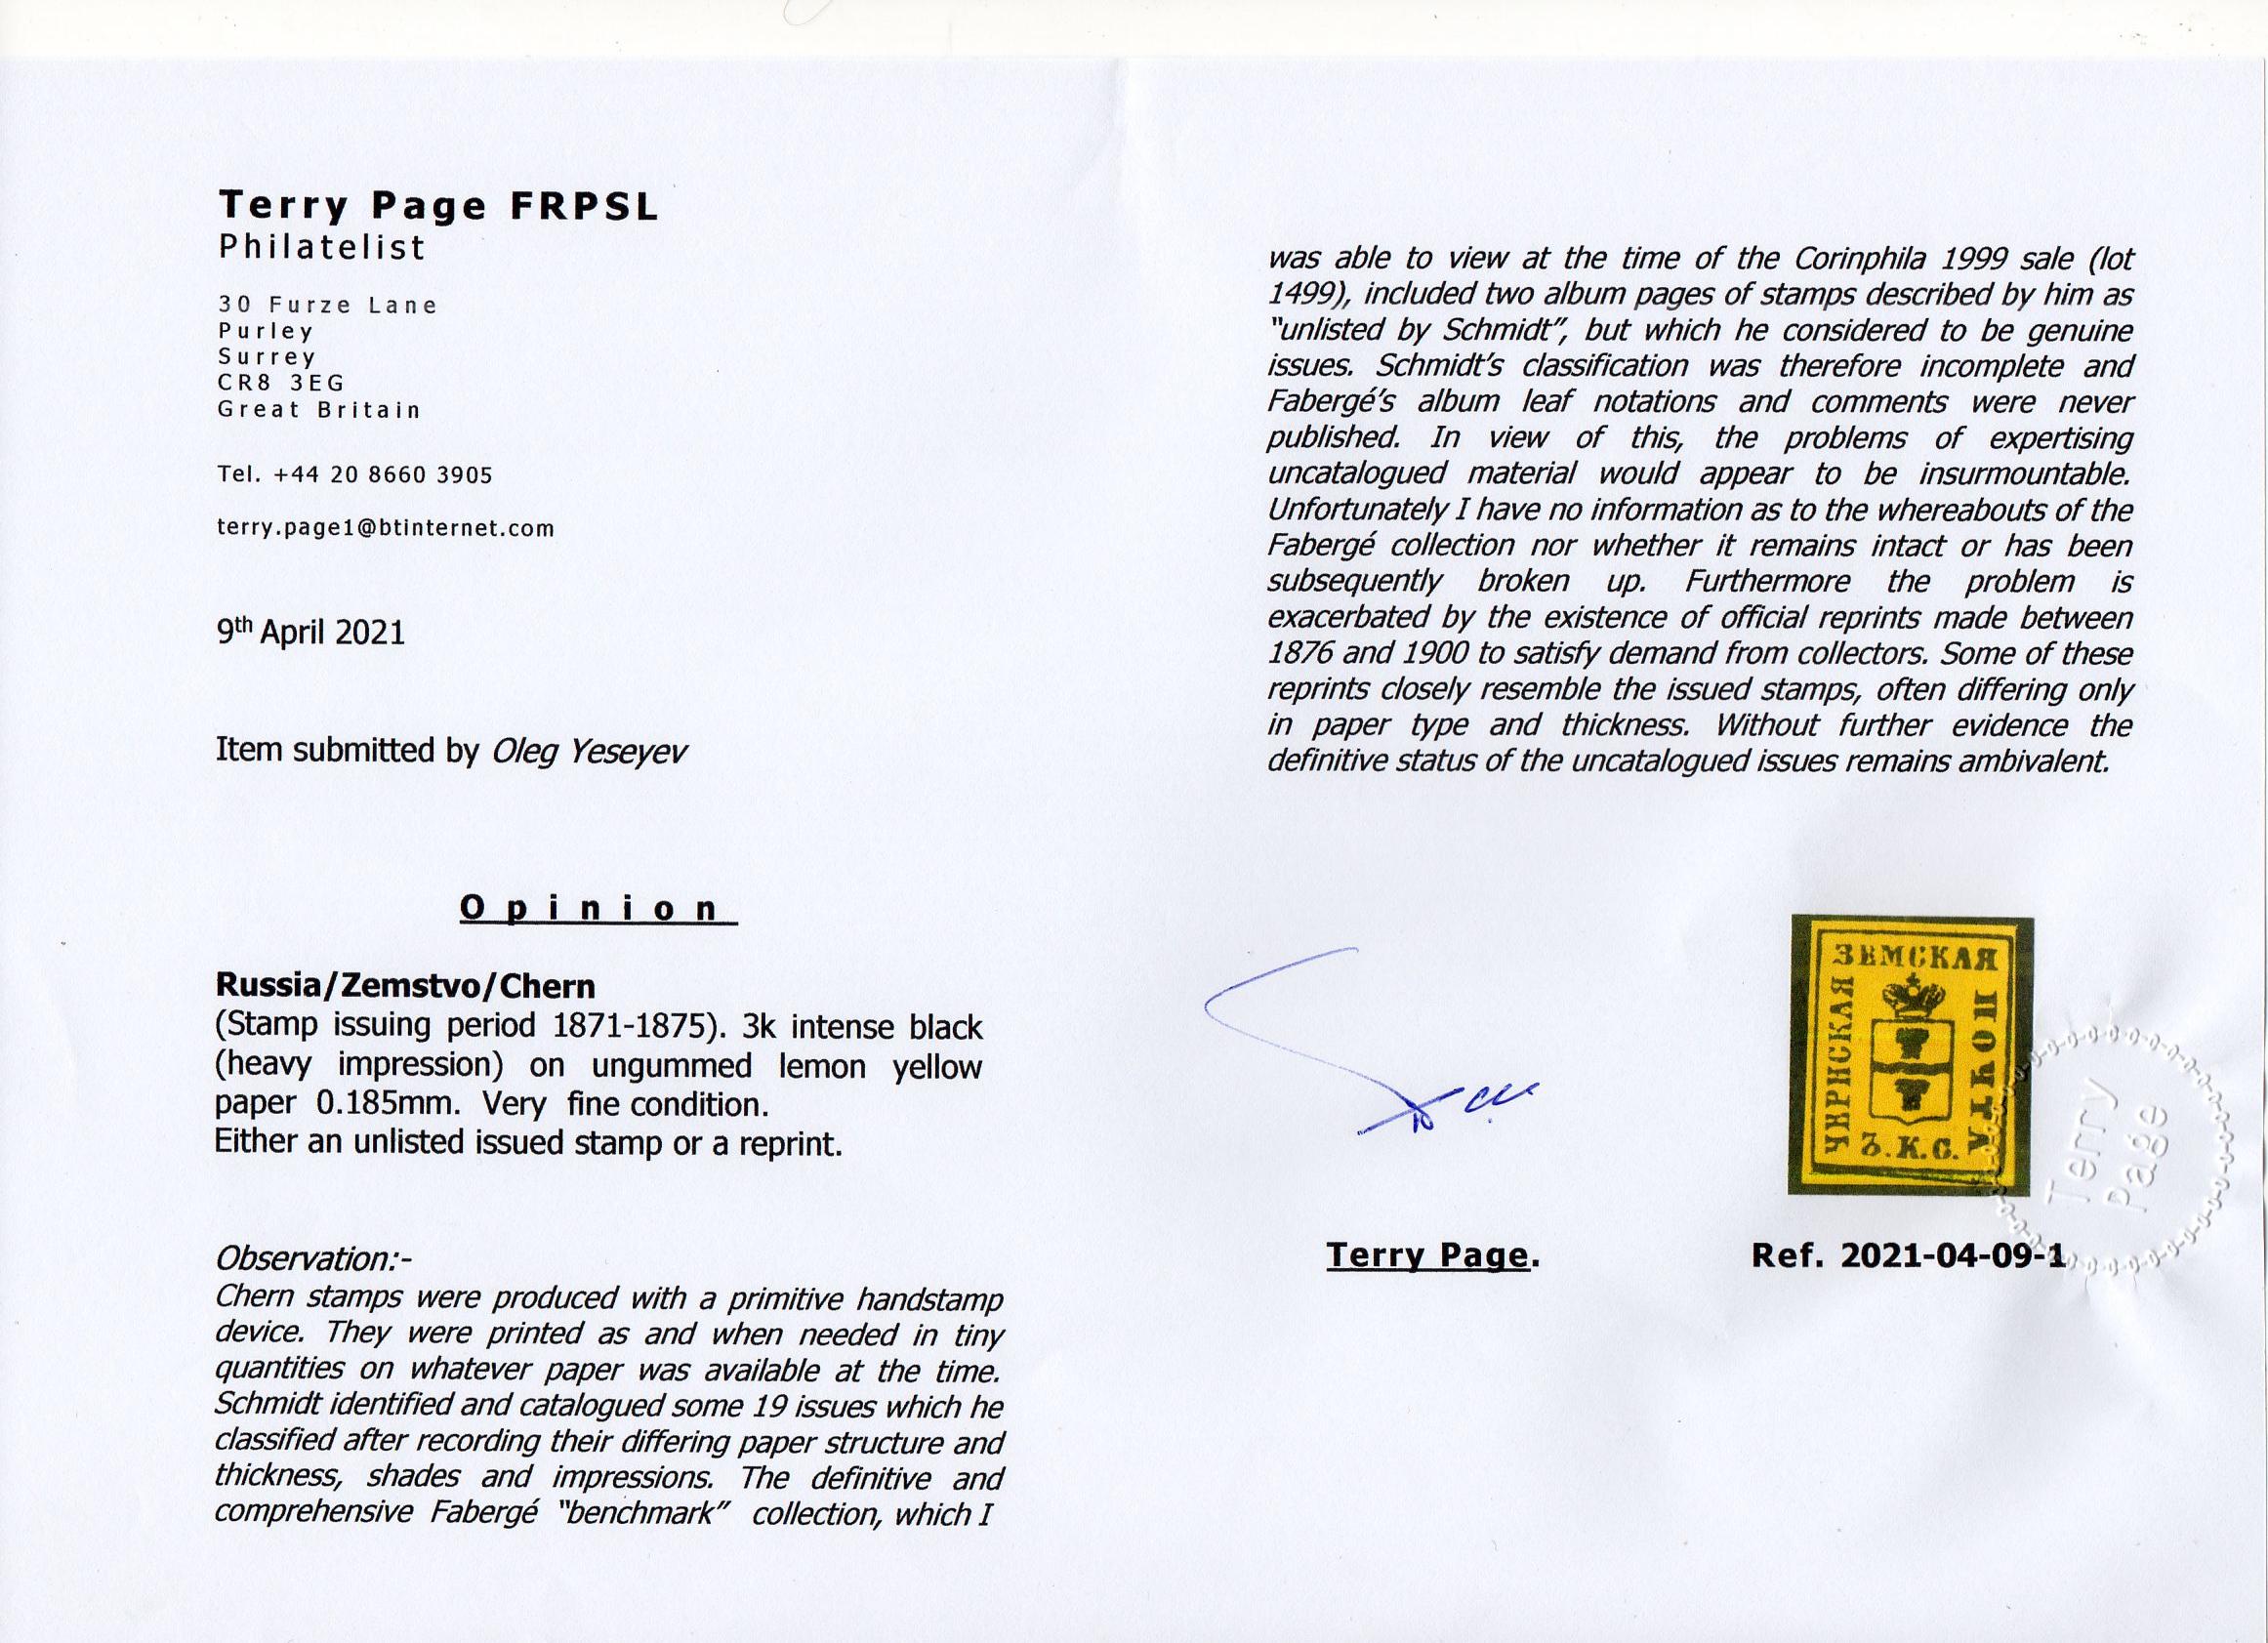 Terry Page FRPSL
Philatelist
30 Furze Lane
Purley
Surrey
CR8 3EG
Great Britain
Tel. +44 20 8660 3905
terry.page1@btinternet.com
9th April 2021
Item submitted by Oleg Yeseyev
Opinion
Russia/Zemstvo/Chern
(Stamp issuing period 1871-1875). 3k intense black
(heavy impression) on ungummed lemon yellow
paper 0.185mm. Very fine condition.
Either an unlisted issued stamp or a reprint.
Observation:-
Chern stamps were produced with a primitive handstamp
device. They were printed as and when needed in tiny
quantities on whatever paper was available at the time.
Schmidt identified and catalogued some 19 issues which he
classified after recording their differing paper structure and
thickness, shades and impressions. The definitive and
comprehensive Fabergé "benchmark" collection, which I
was able to view at the time of the Corinphila 1999 sale (lot
1499), included two album pages of stamps described by him as
"unlisted by Schmidt", but which he considered to be genuine
issues. Schmidt's classification was therefore incomplete and
Fabergé's album leaf notations and comments were never
published. In view of this, the problems of expertising
uncatalogued material would appear to be insurmountable.
Unfortunately I have no information as to the whereabouts of the
Fabergé collection nor whether it remains intact or has been
subsequently broken up. Furthermore the problem is
exacerbated by the existence of official reprints made between
1876 and 1900 to satisfy demand from collectors. Some of these
reprints closely resemble the issued stamps, often differing only
in paper type and thickness. Without further evidence the
definitive status of the uncatalogued issues remains ambivalent.
ЧЕРНСКАЯ
ЗЕМСКАЯ
ПОЧТА
3.К.С.
Terry
Page
Terry Page.
Ref. 2021-04-09-1